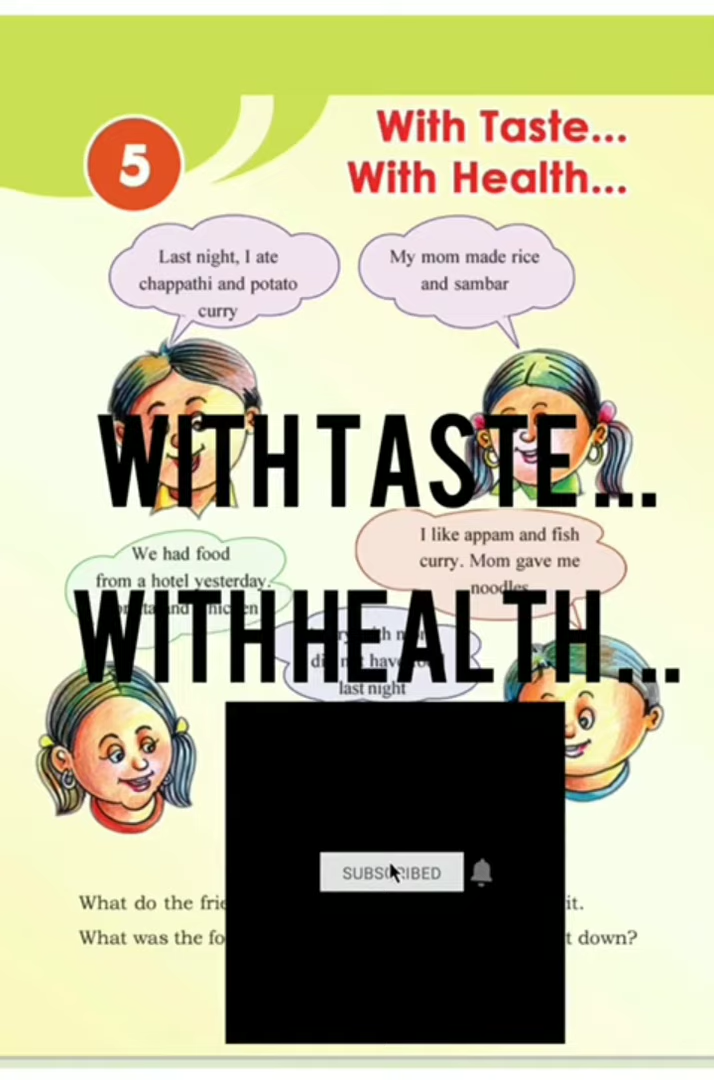 5
With Taste...
With Health...
Last night, I ate
chappathi and potato
curry
My mom made rice
and sambar
WITH TASTE...
We had food
from a hotel yesterday.
and
I like appam and fish
curry. Mom gave me
noodles
WITH HEALTH...
last night
SUBSCRIBED
What do the it.
What was the down?